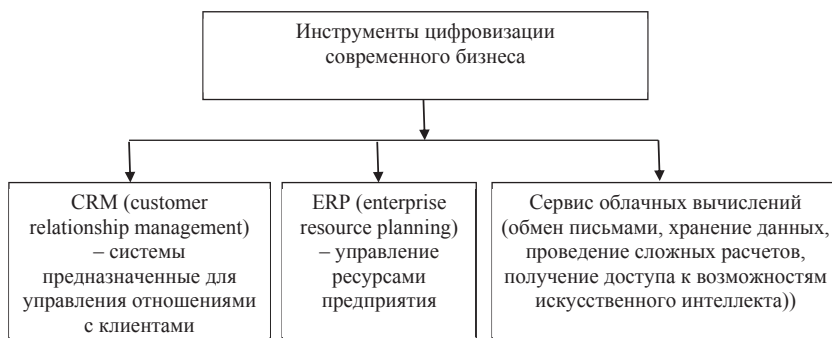 Инструменты цифровизации
современного бизнеса
CRM (customer
relationship management)
– системы
предназначенные для
управления отношениями
с клиентами
ERP (enterprise
resource planning)
– управление
ресурсами
предприятия
Сервис облачных вычислений
(обмен письмами, хранение данных,
проведение сложных расчетов,
получение доступа к возможностям
искусственного интеллекта))